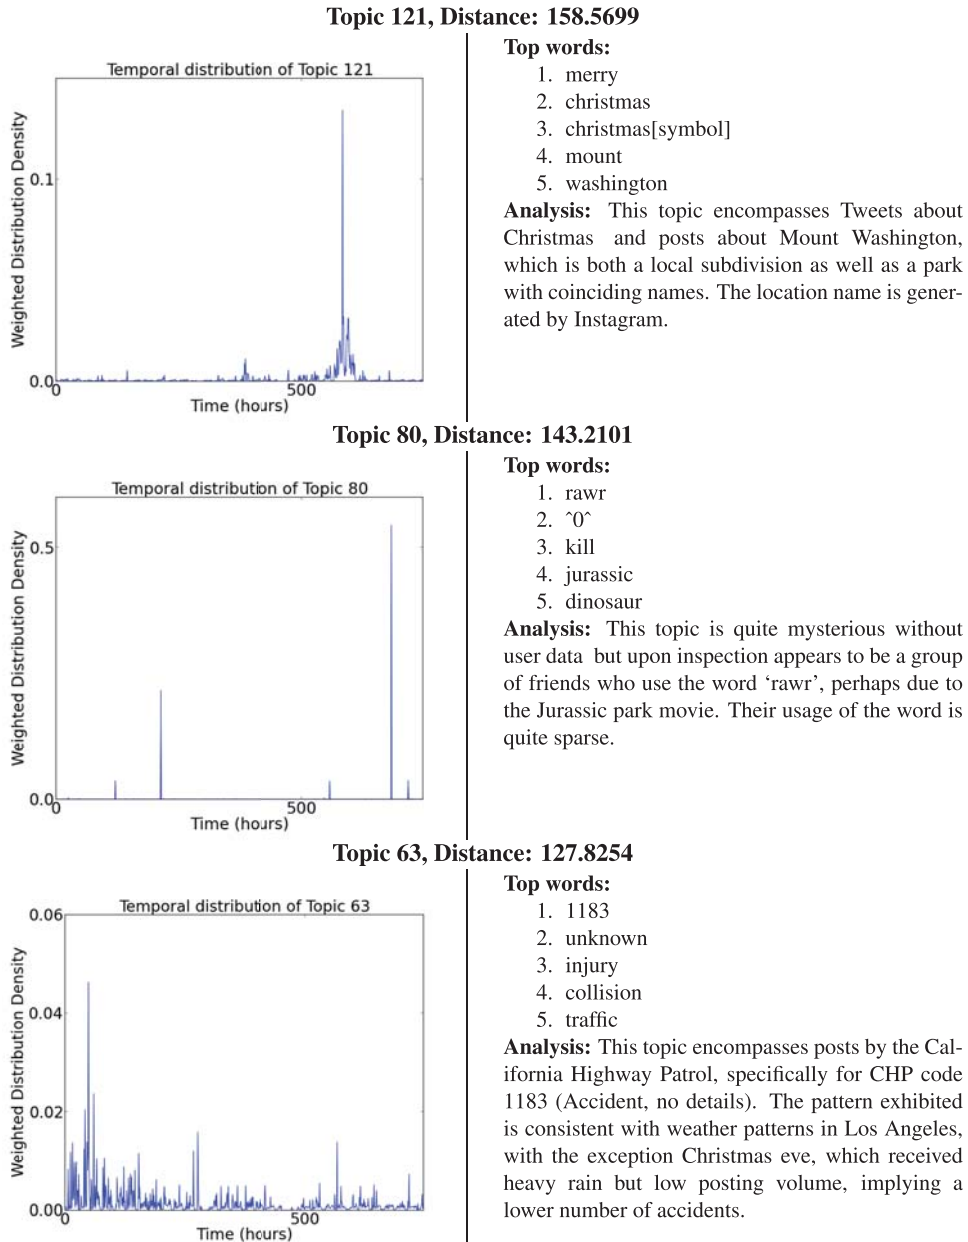 Topic 121, Distance: 158.5699
Temporal distribution of Topic 121
Weighted Distribution Density
0.1
0.0
0
500
Time (hours)
Top words:
1. merry
2. christmas
3. christmas[symbol]
4. mount
5. washington
Analysis: This topic encompasses Tweets about
Christmas and posts about Mount Washington,
which is both a local subdivision as well as a park
with coinciding names. The location name is gener-
ated by Instagram.
Topic 80, Distance: 143.2101
Temporal distribution of Topic 80
Weighted Distribution Density
0.5
0.0
0
500
Time (hours)
Top words:
1. rawr
2. ˆ0ˆ
3. kill
4. jurassic
5. dinosaur
Analysis: This topic is quite mysterious without
user data but upon inspection appears to be a group
of friends who use the word ‘rawr’, perhaps due to
the Jurassic park movie. Their usage of the word is
quite sparse.
Topic 63, Distance: 127.8254
Temporal distribution of Topic 63
Weighted Distribution Density
0.06
0.04
0.02
0.00
0
500
Time (hours)
Top words:
1. 1183
2. unknown
3. injury
4. collision
5. traffic
Analysis: This topic encompasses posts by the Cal-
ifornia Highway Patrol, specifically for CHP code
1183 (Accident, no details). The pattern exhibited
is consistent with weather patterns in Los Angeles,
with the exception Christmas eve, which received
heavy rain but low posting volume, implying a
lower number of accidents.